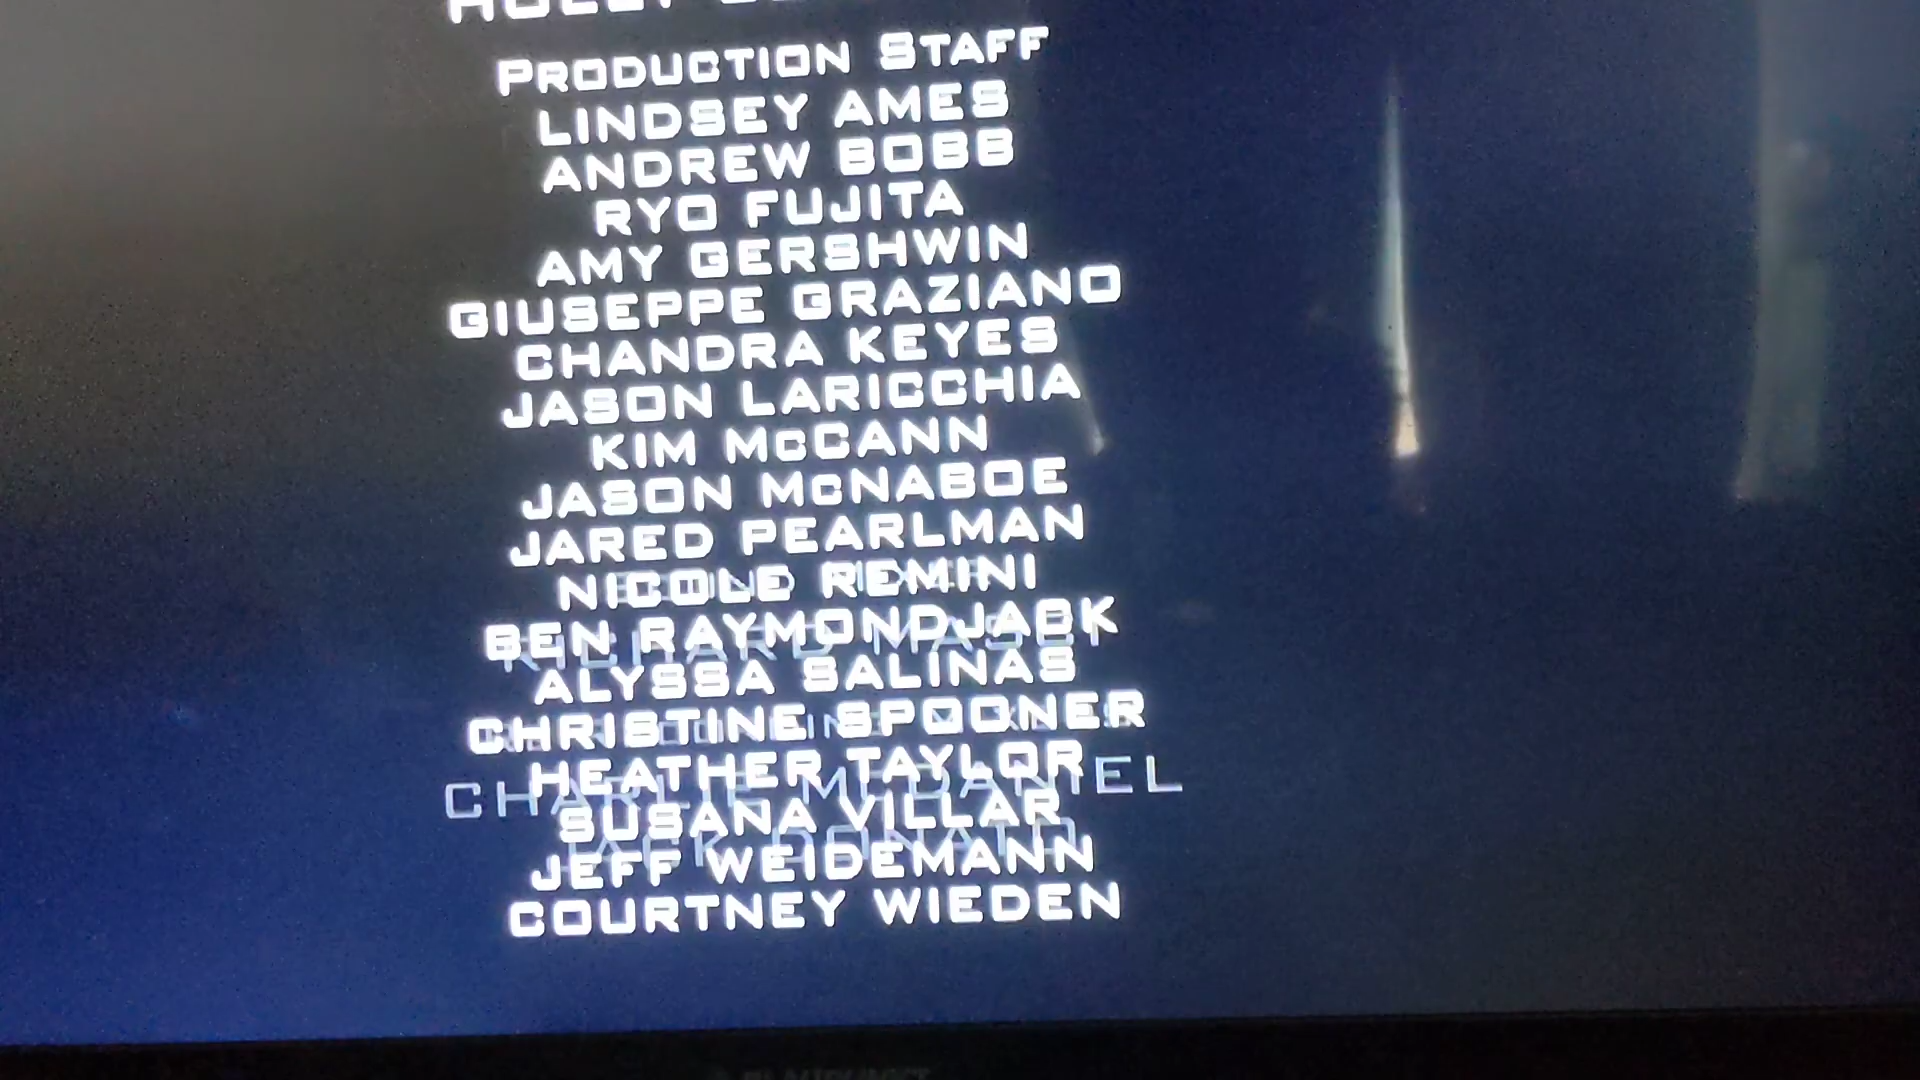 PRODUCTION STAFF
LINDSEY AMES
ANDREW BOBB
RYO FUJITA
AMY GERSHWIN
GIUSEPPE GRAZIANO
CHANDRA KEYES
JASON LARICCHIA
KIM McCANN
JASON McNABOE
JARED PEARLMAN
NICOLE REMINI
BEN RAYMONDJACK
ALYSSA SALINAS
CHRISTINE SPOONER
HEATHER TAYLOR
CHARLIE MCDANIEL
SUSANA VILLAR
JEFF WEIDEMANN
COURTNEY WIEDEN